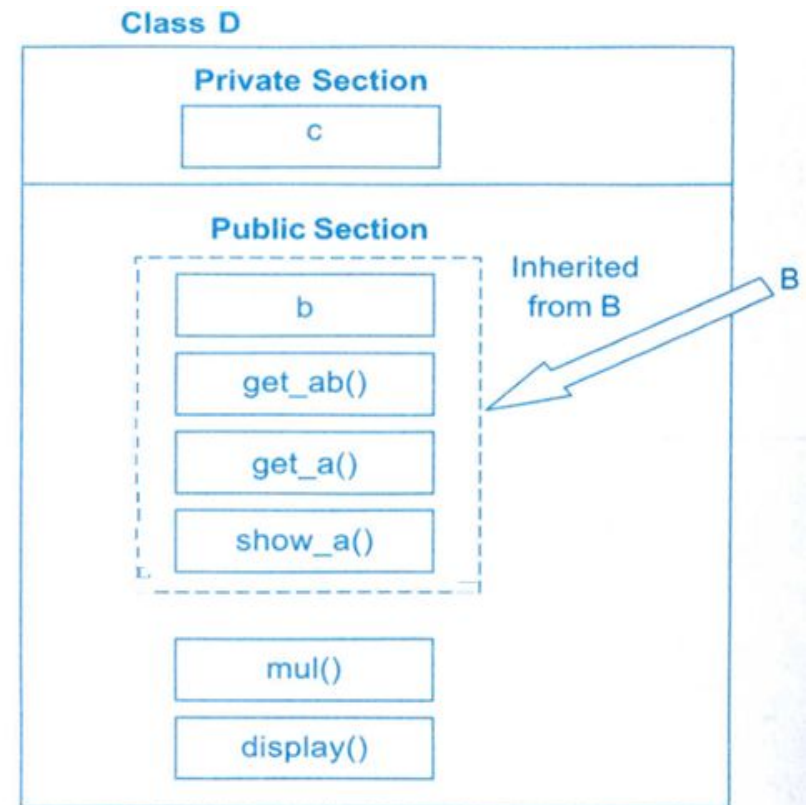 Class D
Private Section
c
Public Section
Inherited
from B
B
b
get_ab()
get_a()
show_a()
mul()
display()